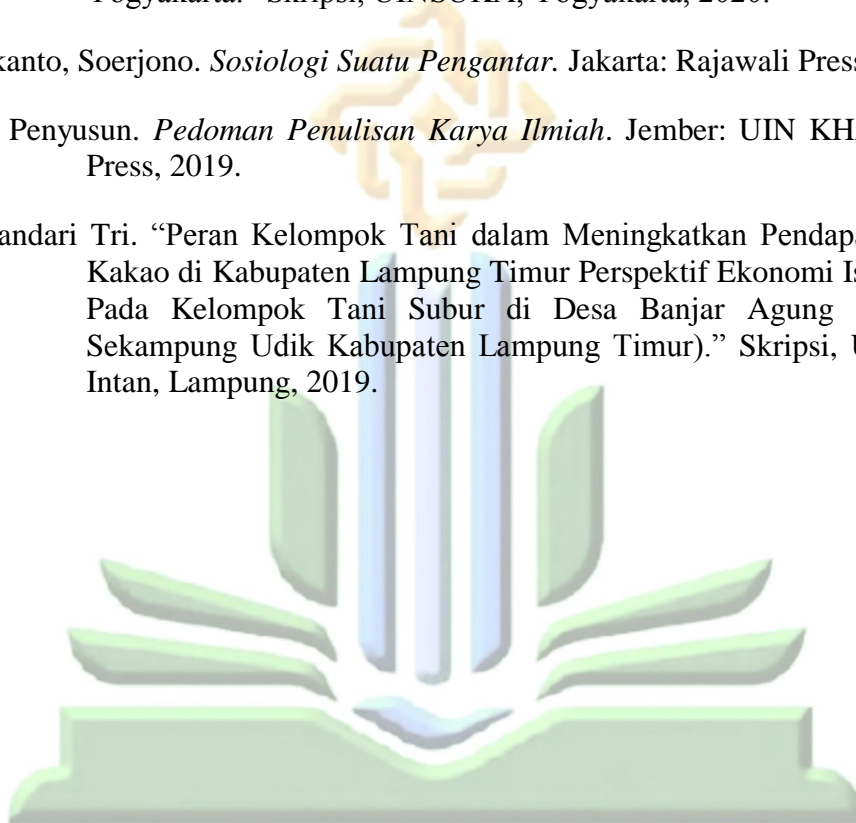 Yogyakarta.” Skripsi, UINSUKA, Yogyakarta, 2020.
kanto, Soerjono. Sosiologi Suatu Pengantar. Jakarta: Rajawali Press
Penyusun. Pedoman Penulisan Karya Ilmiah. Jember: UIN KHA
Press, 2019.
andari Tri. “Peran Kelompok Tani dalam Meningkatkan Pendapa
Kakao di Kabupaten Lampung Timur Perspektif Ekonomi Is
Pada Kelompok Tani Subur di Desa Banjar Agung
Sekampung Udik Kabupaten Lampung Timur).” Skripsi, U
Intan, Lampung, 2019.